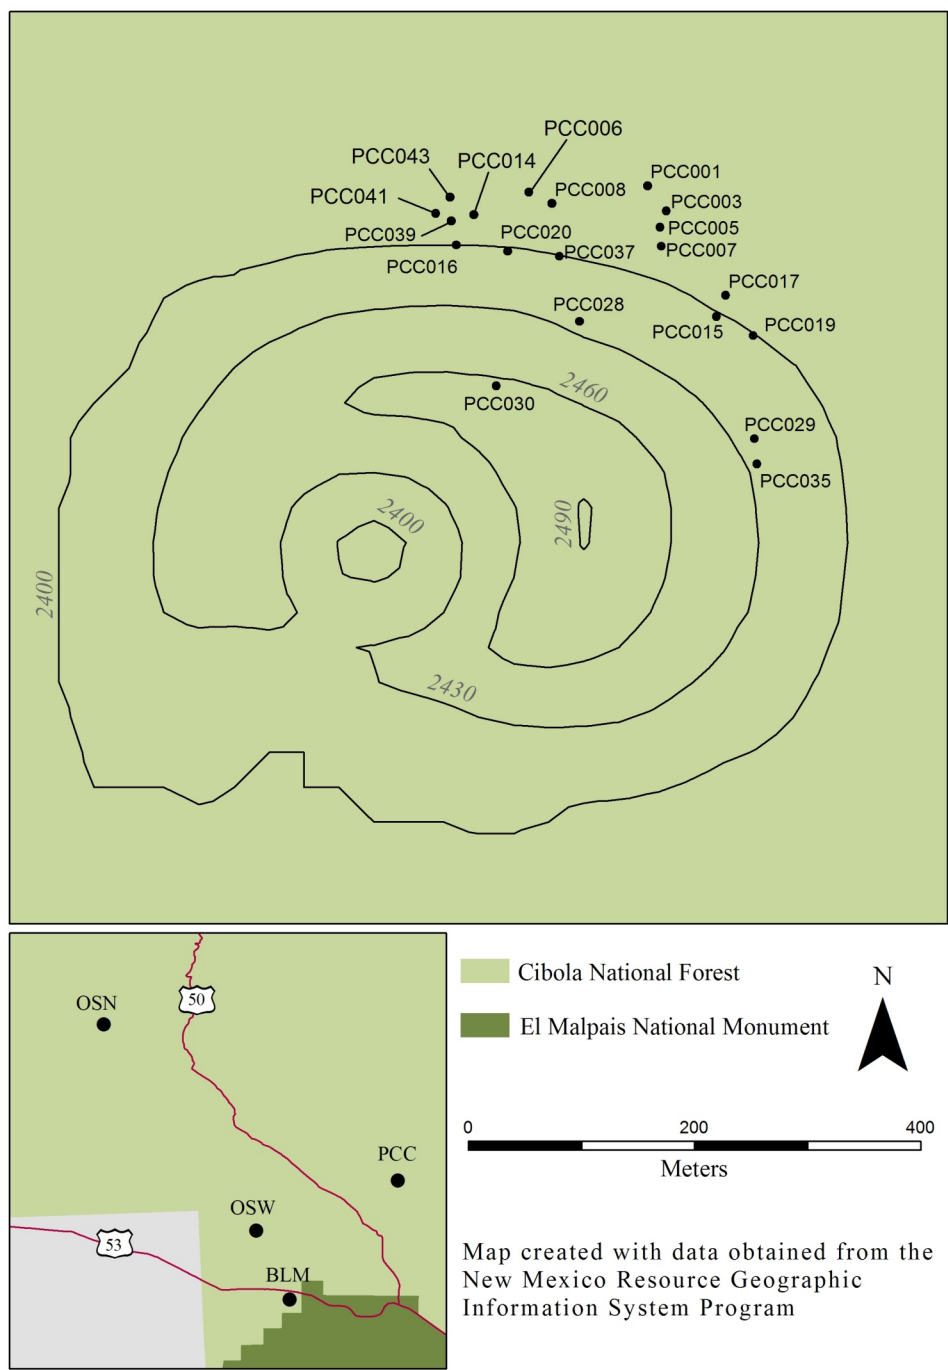 PCC006
PCC043
PCC014
PCC001
PCC041
PCC008
PCC003
PCC039
PCC020
PCC005
PCC016
PCC037
PCC007
PCC017
PCC028
PCC015
PCC019
2460
PCC030
PCC029
PCC035
2400
2490
2400
2430
OSN
50
PCC
OSW
53
BLM
Cibola National Forest
El Malpais National Monument
N
0 200 400
Meters
Map created with data obtained from the
New Mexico Resource Geographic
Information System Program